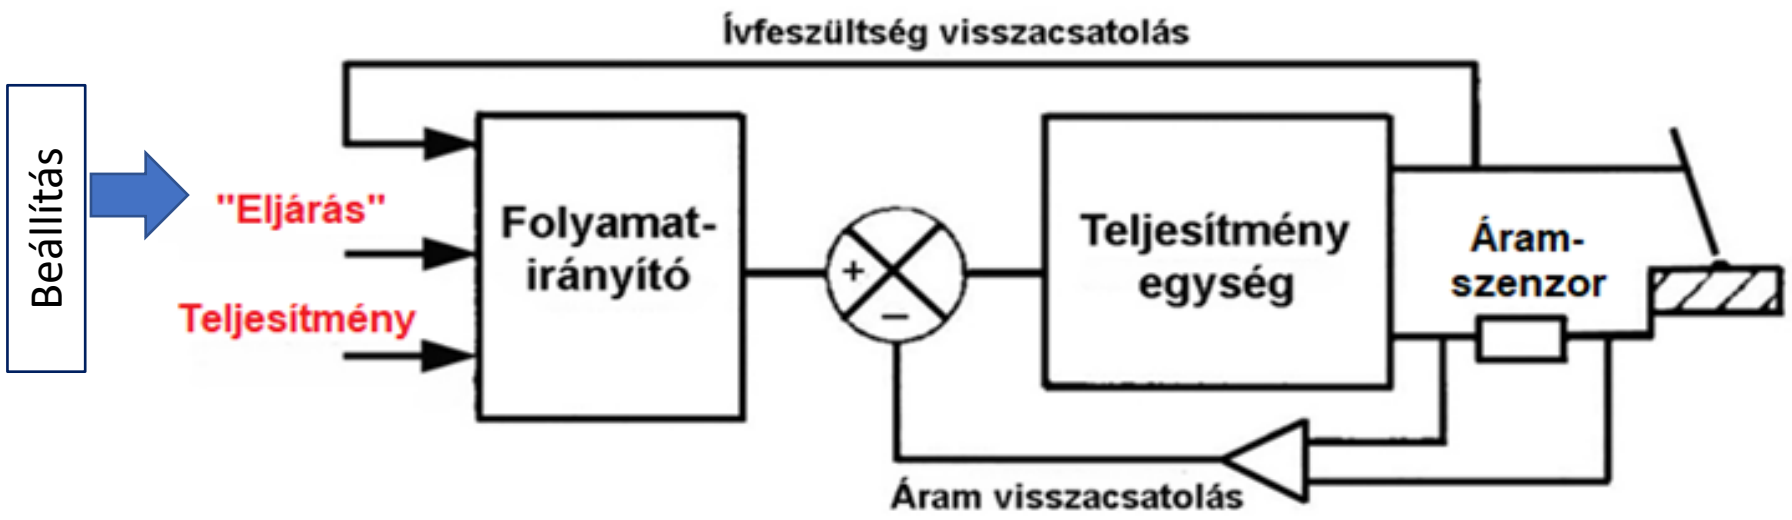 Ívfeszültség visszacsatolás
Beállítás
"Eljárás"
Teljesítmény
Folyamat-
irányító
+
−
Teljesítmény
egység
Áram-
szenzor
Áram visszacsatolás